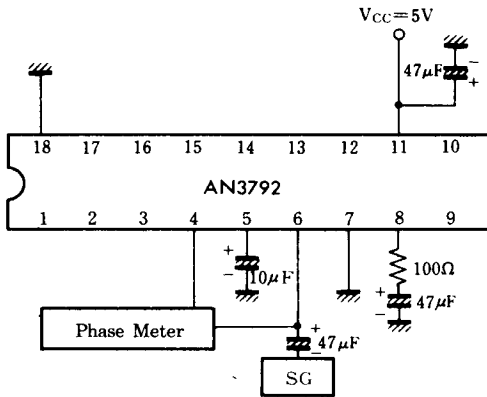 V_CC=5V
47μF
−
+
18 17 16 15 14 13 12 11 10
AN3792
1 2 3 4 5 6 7 8 9
+
−
10μF
100Ω
+
−
47μF
Phase Meter
+
−
47μF
SG